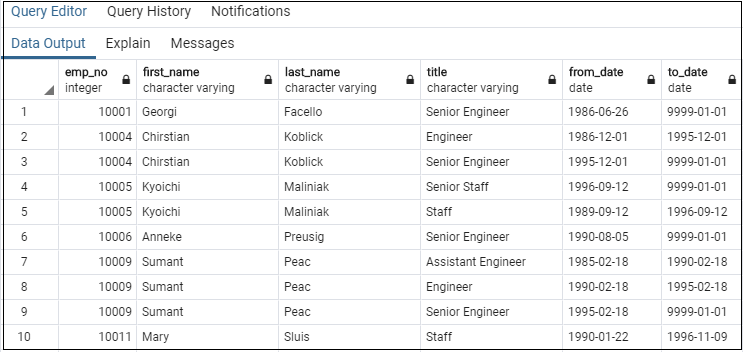 Query Editor Query History Notifications
Data Output Explain Messages
emp_no first_name last_name title from_date to_date
integer character varying character varying character varying date date
1 10001 Georgi Facello Senior Engineer 1986-06-26 9999-01-01
2 10004 Chirstian Koblick Engineer 1986-12-01 1995-12-01
3 10004 Chirstian Koblick Senior Engineer 1995-12-01 9999-01-01
4 10005 Kyoichi Maliniak Senior Staff 1996-09-12 9999-01-01
5 10005 Kyoichi Maliniak Staff 1989-09-12 1996-09-12
6 10006 Anneke Preusig Senior Engineer 1990-08-05 9999-01-01
7 10009 Sumant Peac Assistant Engineer 1985-02-18 1990-02-18
8 10009 Sumant Peac Engineer 1990-02-18 1995-02-18
9 10009 Sumant Peac Senior Engineer 1995-02-18 9999-01-01
10 10011 Mary Sluis Staff 1990-01-22 1996-11-09